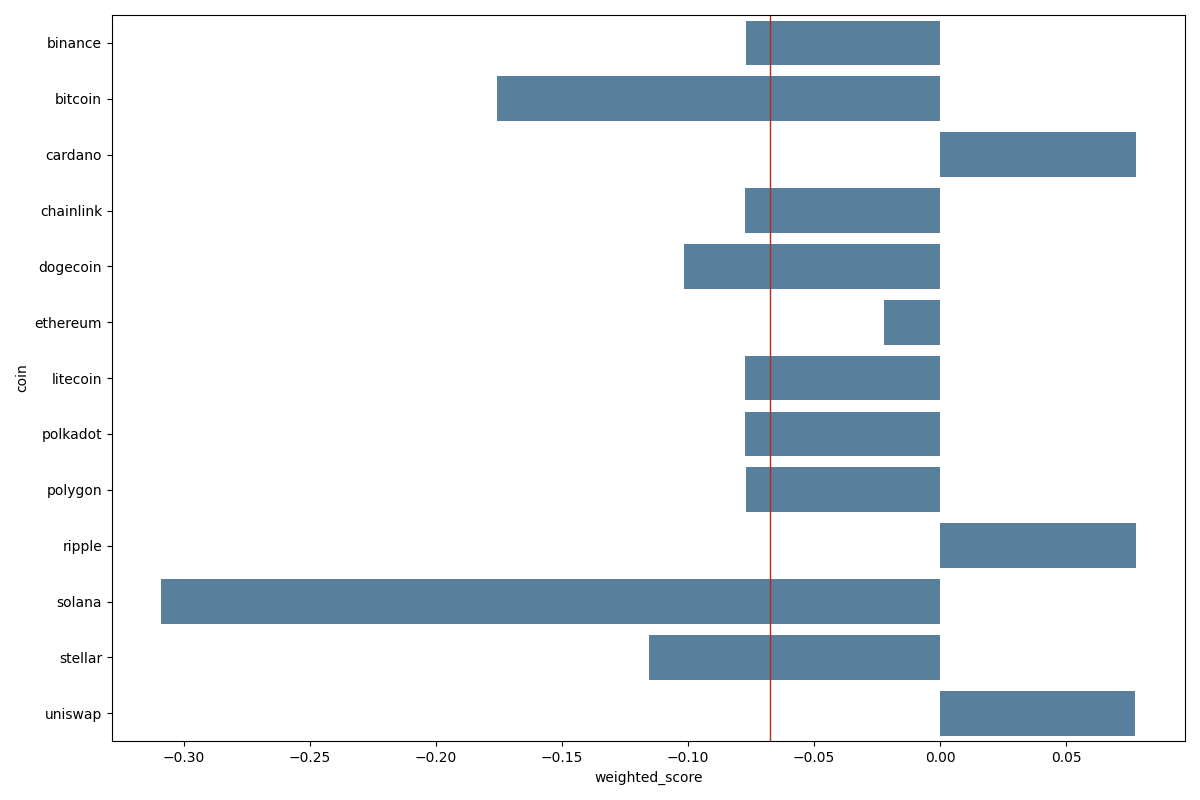 binance
bitcoin
cardano
chainlink
dogecoin
ethereum
litecoin
polkadot
polygon
ripple
solana
stellar
uniswap
coin
−0.30 −0.25 −0.20 −0.15 −0.10 −0.05 0.00 0.05
weighted_score